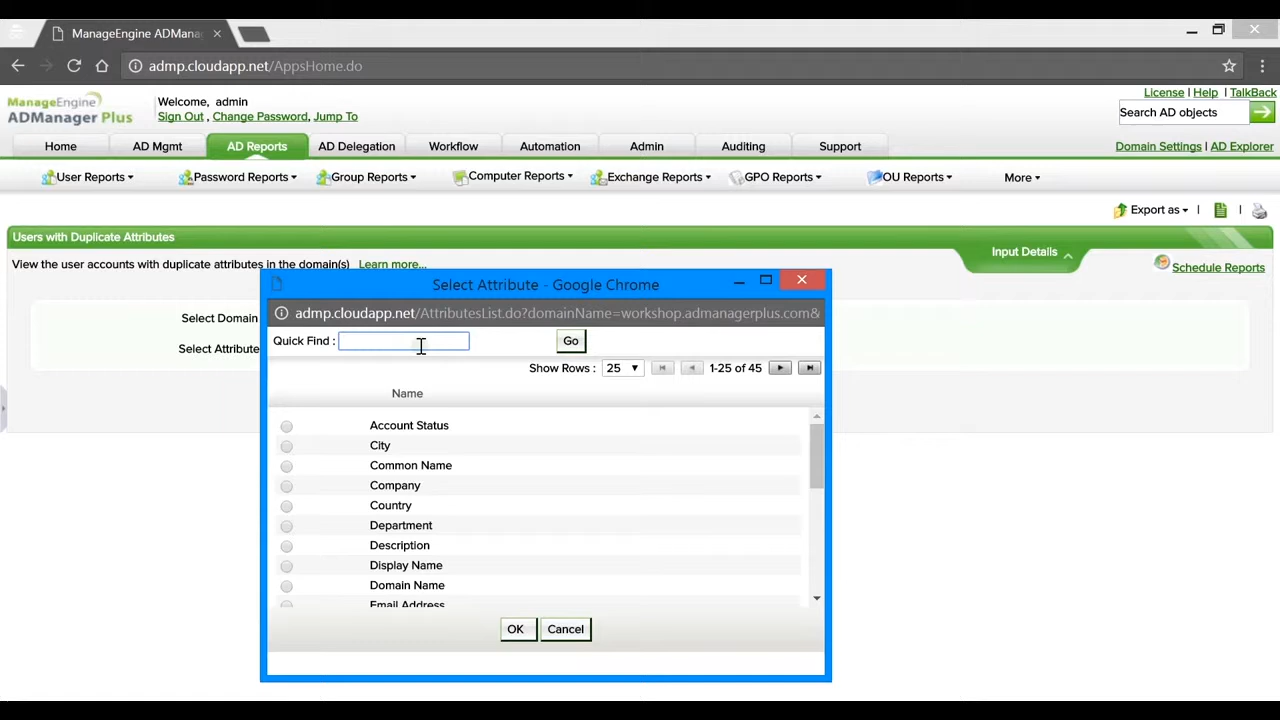 ManageEngine ADMana
admp.cloudapp.net/AppsHome.do
License | Help | TalkBack
ManageEngine
ADManager Plus
Welcome, admin
Sign Out , Change Password, Jump To
Search AD objects
Home AD Mgmt AD Reports AD Delegation Workflow Automation Admin Auditing Support
Domain Settings | AD Explorer
User Reports Password Reports Group Reports Computer Reports Exchange Reports GPO Reports OU Reports More
Export as
Users with Duplicate Attributes
Input Details
View the user accounts with duplicate attributes in the domain(s) Learn more...
Schedule Reports
Select Domain
Select Attribute
Select Attribute - Google Chrome
admp.cloudapp.net/AttributesList.do?domainName=workshop.admanagerplus.com&
Quick Find : Go
Show Rows : 25 1-25 of 45
Name
Account Status
City
Common Name
Company
Country
Department
Description
Display Name
Domain Name
Email Address
OK Cancel